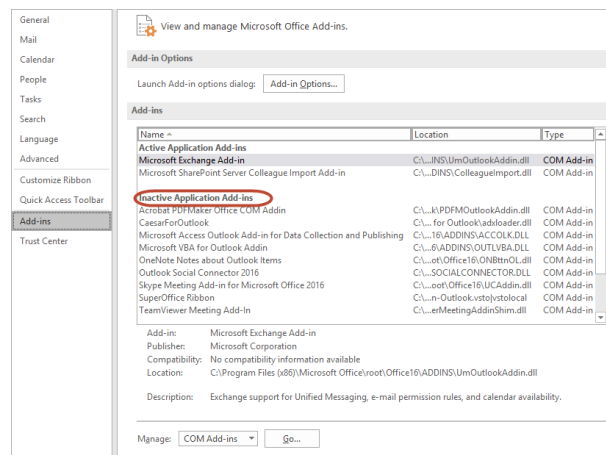 General
Mail
Calendar
People
Tasks
Search
Language
Advanced
Customize Ribbon
Quick Access Toolbar
Add-ins
Trust Center
View and manage Microsoft Office Add-ins.
Add-in Options
Launch Add-in options dialog: Add-in Options...
Add-ins
Name Location Type
Active Application Add-ins
Microsoft Exchange Add-in C:\...INS\UmOutlookAddin.dll COM Add-in
Microsoft SharePoint Server Colleague Import Add-in C:\...DINS\ColleagueImport.dll COM Add-in
Inactive Application Add-ins
Acrobat PDFMaker Office COM Addin C:\...k\PDFMOutlookAddin.dll COM Add-in
CaesarForOutlook C:\... for Outlook\adxloader.dll COM Add-in
Microsoft Access Outlook Add-in for Data Collection and Publishing C:\...16\ADDINS\ACCOLK.DLL COM Add-in
Microsoft VBA for Outlook Addin C:\...6\ADDINS\OUTLVBA.DLL COM Add-in
OneNote Notes about Outlook Items C:\...ot\Office16\ONBttnOL.dll COM Add-in
Outlook Social Connector 2016 C:\...SOCIALCONNECTOR.DLL COM Add-in
Skype Meeting Add-in for Microsoft Office 2016 C:\...oot\Office16\UCAddin.dll COM Add-in
SuperOffice Ribbon C:\...n-Outlook.vsto|vstolocal COM Add-in
TeamViewer Meeting Add-In C:\...erMeetingAddinShim.dll COM Add-in
Add-in: Microsoft Exchange Add-in
Publisher: Microsoft Corporation
Compatibility: No compatibility information available
Location: C:\Program Files (x86)\Microsoft Office\root\Office16\ADDINS\UmOutlookAddin.dll
Description: Exchange support for Unified Messaging, e-mail permission rules, and calendar availability.
Manage: COM Add-ins Go...